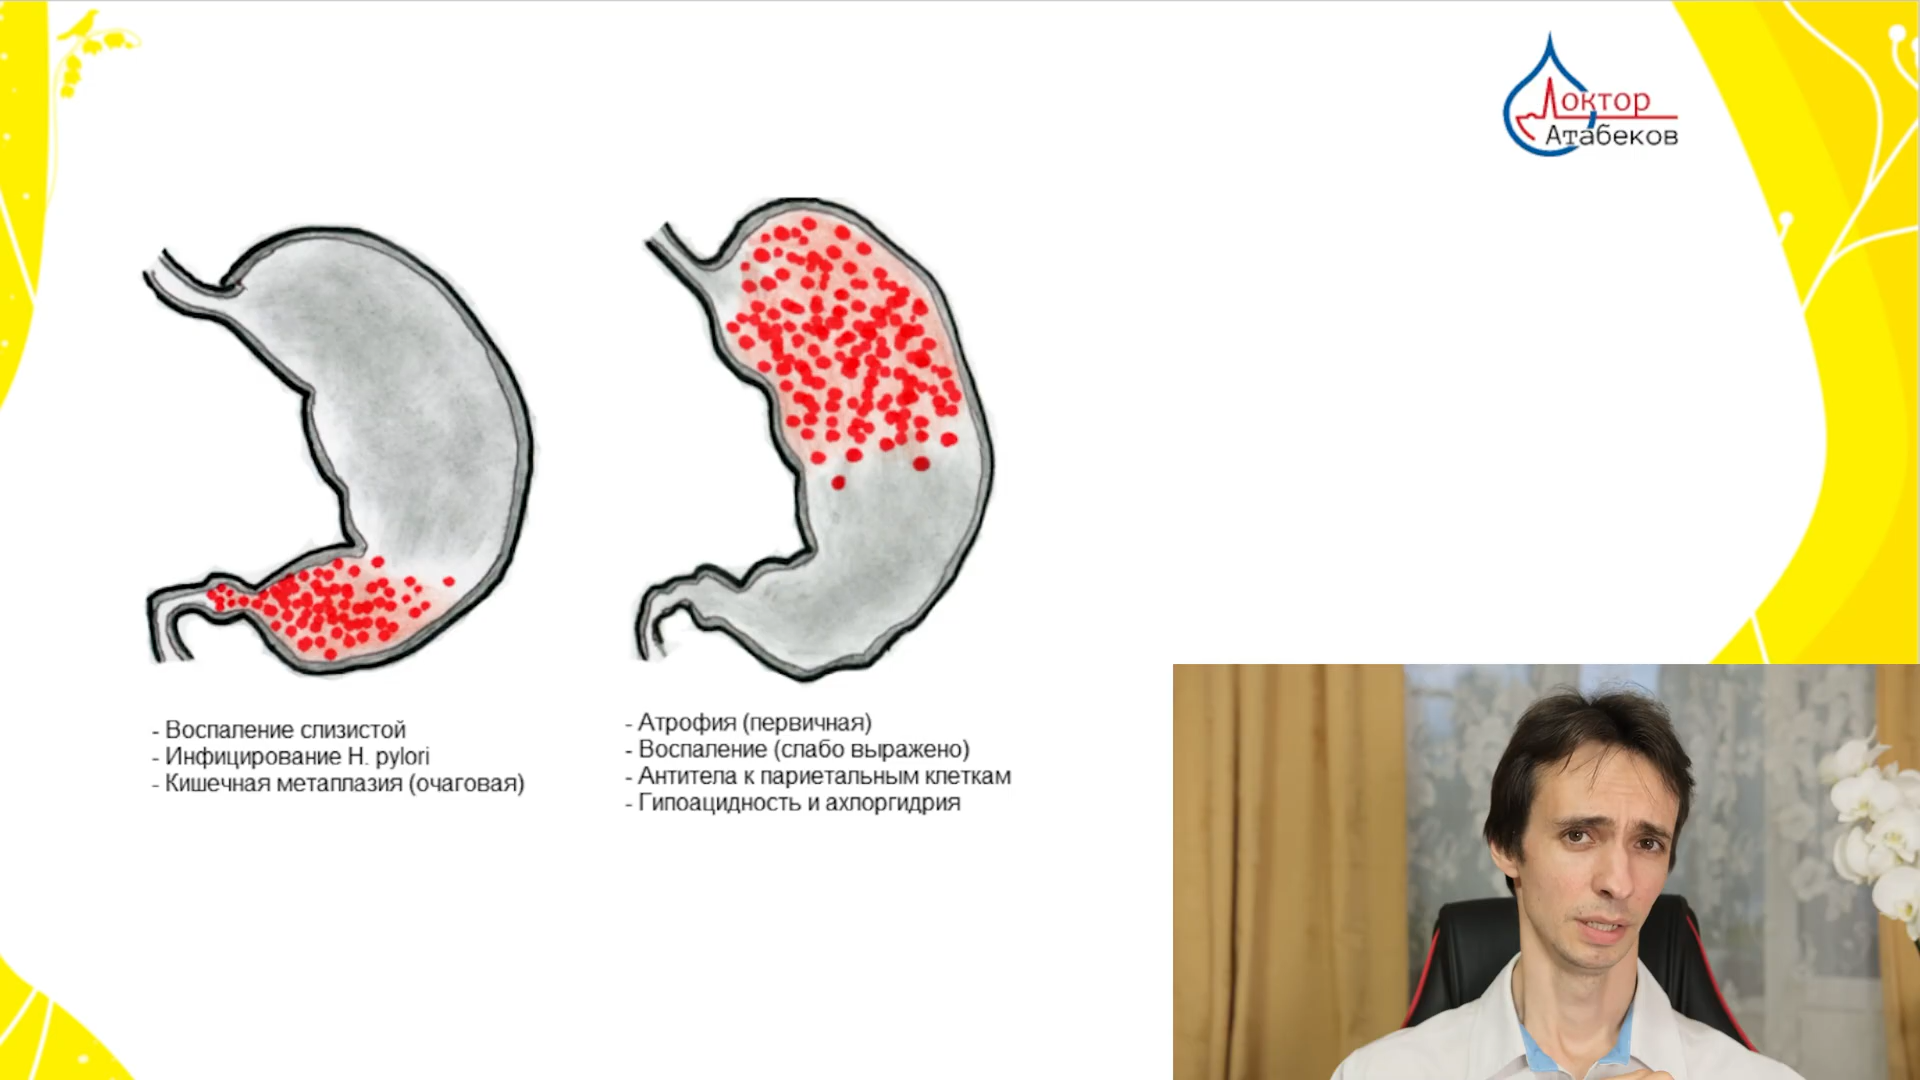 Доктор
Атабеков
- Воспаление слизистой
- Инфицирование H. pylori
- Кишечная метаплазия (очаговая)
- Атрофия (первичная)
- Воспаление (слабо выражено)
- Антитела к париетальным клеткам
- Гипоацидность и ахлоргидрия